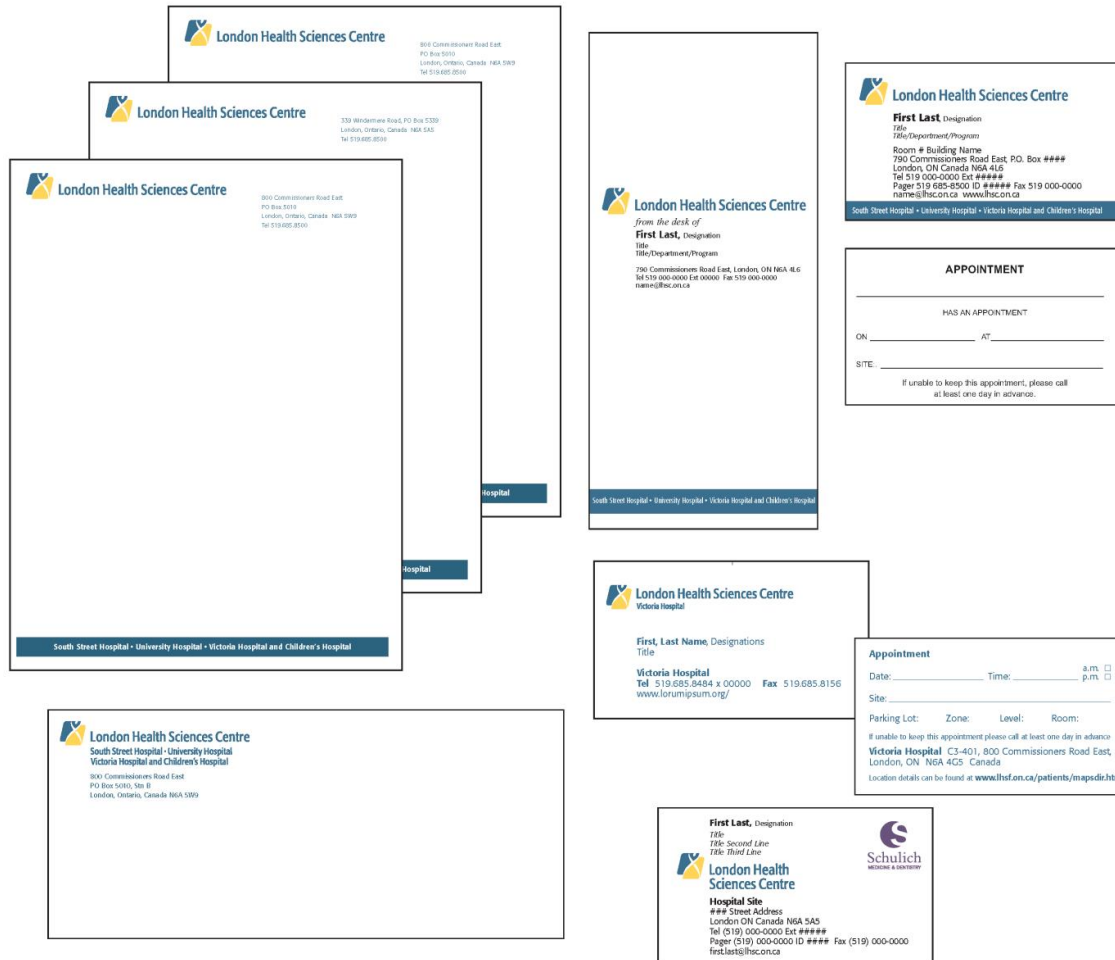 London Health Sciences Centre
800 Commissioners Road East
PO Box 5010
London, Ontario, Canada N6A 5W9
Tel 519.685.8500
Hospital
London Health Sciences Centre
339 Windermere Road, PO Box 5339
London, Ontario, Canada N6A 5A5
Tel 519.685.8500
Hospital
London Health Sciences Centre
800 Commissioners Road East
PO Box 5010
London, Ontario, Canada N6A 5W9
Tel 519.685.8500
South Street Hospital • University Hospital • Victoria Hospital and Children's Hospital
London Health Sciences Centre
South Street Hospital • University Hospital
Victoria Hospital and Children's Hospital
800 Commissioners Road East
PO Box 5010, Stn B
London, Ontario, Canada N6A 5W9
London Health Sciences Centre
from the desk of
First Last, Designation
Title
Title/Department/Program
790 Commissioners Road East, London, ON N6A 4L6
Tel 519 000-0000 Ext 00000 Fax 519 000-0000
name@lhsc.on.ca
South Street Hospital • University Hospital • Victoria Hospital and Children's Hospital
London Health Sciences Centre
First Last, Designation
Title
Title/Department/Program
Room # Building Name
790 Commissioners Road East, P.O. Box ####
London, ON Canada N6A 4L6
Tel 519 000-0000 Ext #####
Pager 519 685-8500 ID ##### Fax 519 000-0000
name@lhsc.on.ca www.lhsc.on.ca
South Street Hospital • University Hospital • Victoria Hospital and Children's Hospital
APPOINTMENT
HAS AN APPOINTMENT
ON AT
SITE:
If unable to keep this appointment, please call
at least one day in advance.
London Health Sciences Centre
Victoria Hospital
First, Last Name, Designations
Title
Victoria Hospital
Tel 519.685.8484 x 00000 Fax 519.685.8156
www.lorumipsum.org/
Appointment
Date: Time: a.m.
p.m.
Site:
Parking Lot: Zone: Level: Room:
If unable to keep this appointment please call at least one day in advance
Victoria Hospital C3-401, 800 Commissioners Road East,
London, ON N6A 4G5 Canada
Location details can be found at www.lhsf.on.ca/patients/mapsdir.ht
First Last, Designation
Title
Title Second Line
Title Third Line
Schulich
MEDICINE & DENTISTRY
London Health
Sciences Centre
Hospital Site
### Street Address
London ON Canada N6A 5A5
Tel (519) 000-0000 Ext #####
Pager (519) 000-0000 ID #### Fax (519) 000-0000
first.last@lhsc.on.ca